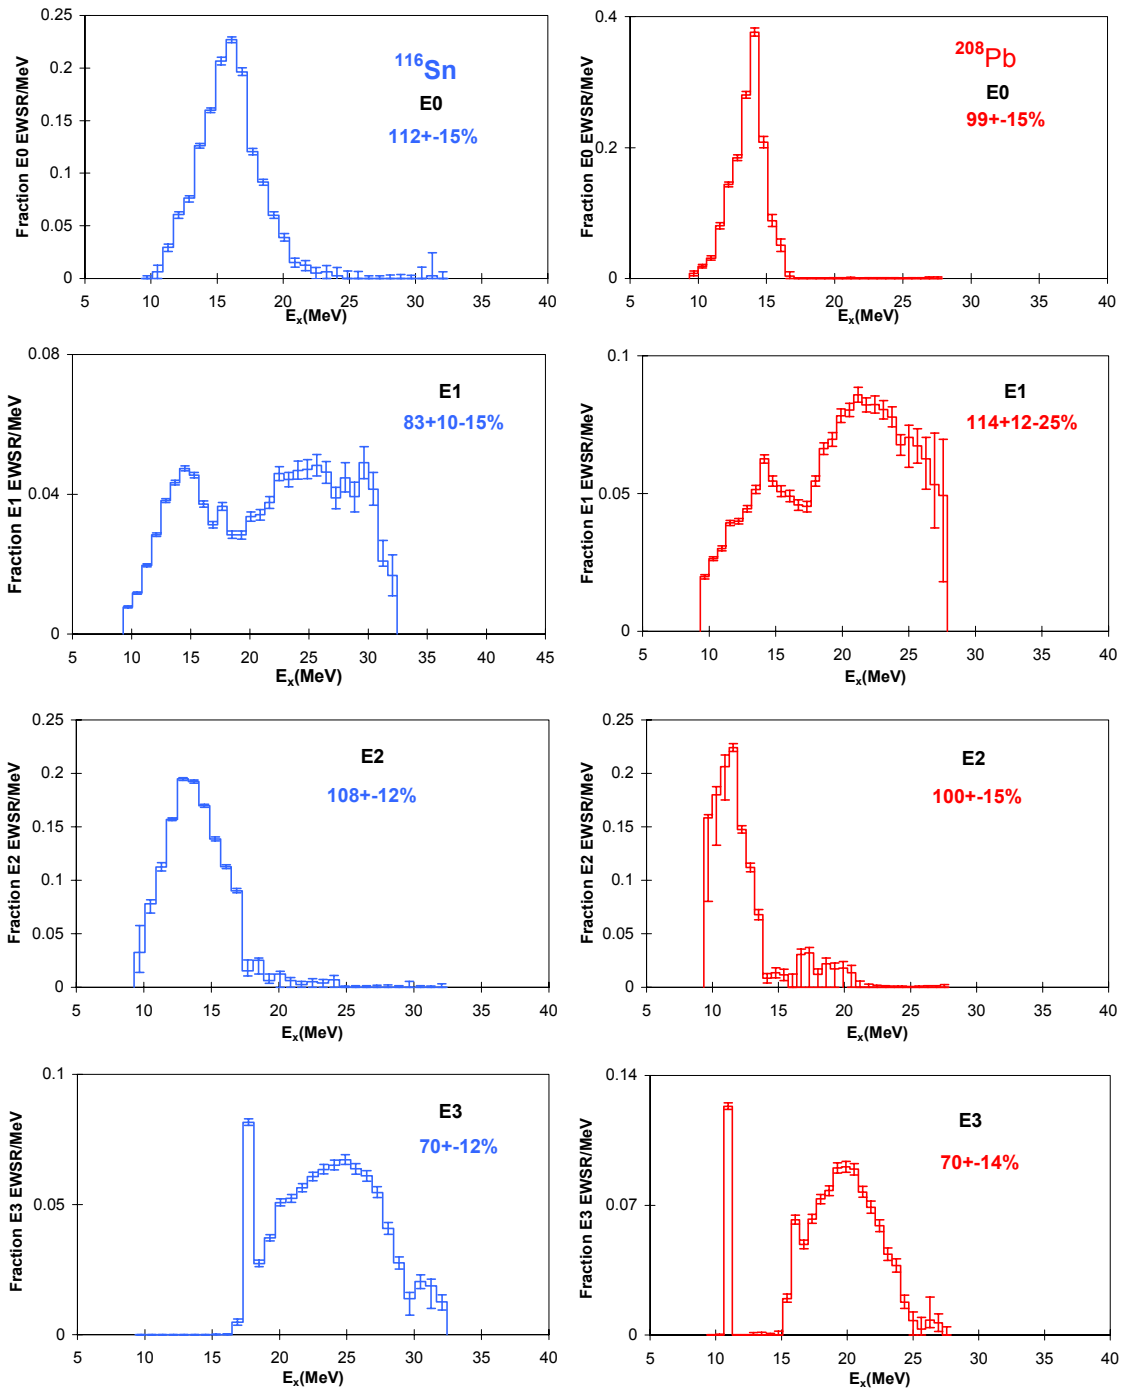 0.25
0.2
0.15
0.1
0.05
0
Fraction E0 EWSR/MeV
116Sn
E0
112+-15%
5 10 15 20 25 30 35 40
Ex(MeV)
0.4
0.2
0
Fraction E0 EWSR/MeV
208Pb
E0
99+-15%
5 10 15 20 25 30 35 40
Ex(MeV)
0.08
0.04
0
Fraction E1 EWSR/MeV
E1
83+10-15%
5 10 15 20 25 30 35 40 45
Ex(MeV)
0.1
0.05
0
Fraction E1 EWSR/MeV
E1
114+12-25%
5 10 15 20 25 30 35 40
Ex(MeV)
0.25
0.2
0.15
0.1
0.05
0
Fraction E2 EWSR/MeV
E2
108+-12%
5 10 15 20 25 30 35 40
Ex(MeV)
0.25
0.2
0.15
0.1
0.05
0
Fraction E2 EWSR/MeV
E2
100+-15%
5 10 15 20 25 30 35 40
Ex(MeV)
0.1
0.05
0
Fraction E3 EWSR/MeV
E3
70+-12%
5 10 15 20 25 30 35 40
Ex(MeV)
0.14
0.07
0
Fraction E3 EWSR/MeV
E3
70+-14%
5 10 15 20 25 30 35 40
Ex(MeV)